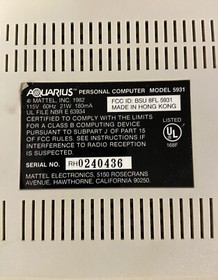 AQUARIUS™ PERSONAL COMPUTER MODEL 5931
© MATTEL, INC. 1982
115V 60Hz 21W 180mA
UL FILE NBR E 63934
FCC ID: BSU 8FL 5931
MADE IN HONG KONG
CERTIFIED TO COMPLY WITH THE LIMITS
FOR A CLASS B COMPUTING DEVICE
PURSUANT TO SUBPART J OF PART 15
OF FCC RULES. SEE INSTRUCTIONS IF
INTERFERENCE TO RADIO RECEPTION
IS SUSPECTED.
LISTED
UL
168F
SERIAL NO. RH0240436
MATTEL ELECTRONICS, 5150 ROSECRANS
AVENUE, HAWTHORNE, CALIFORNIA 90250.